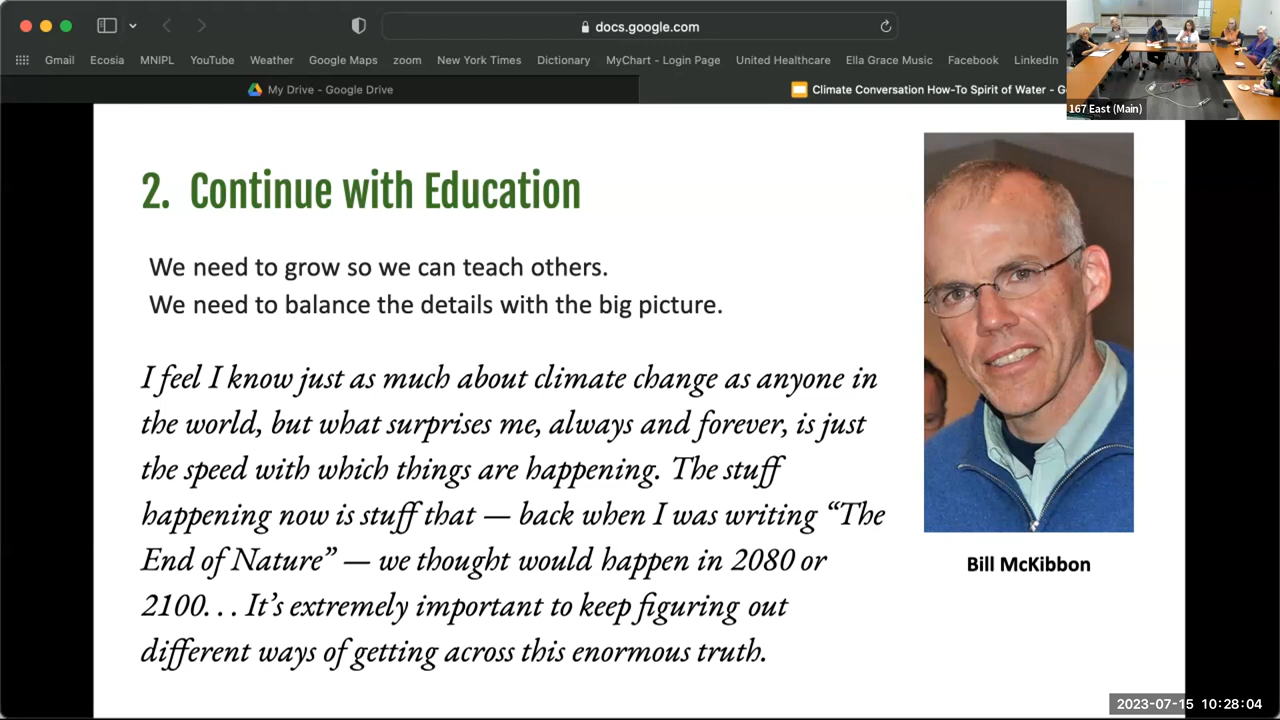 docs.google.com
Gmail Ecosia MNIPL YouTube Weather Google Maps zoom New York Times Dictionary MyChart - Login Page United Healthcare Ella Grace Music Facebook LinkedIn
My Drive - Google Drive
Climate Conversation How-To Spirit of Water - G
167 East (Main)
2. Continue with Education
We need to grow so we can teach others.
We need to balance the details with the big picture.
I feel I know just as much about climate change as anyone in
the world, but what surprises me, always and forever, is just
the speed with which things are happening. The stuff
happening now is stuff that — back when I was writing “The
End of Nature” — we thought would happen in 2080 or
2100. . . It’s extremely important to keep figuring out
different ways of getting across this enormous truth.
Bill McKibbon
2023-07-15 10:28:04